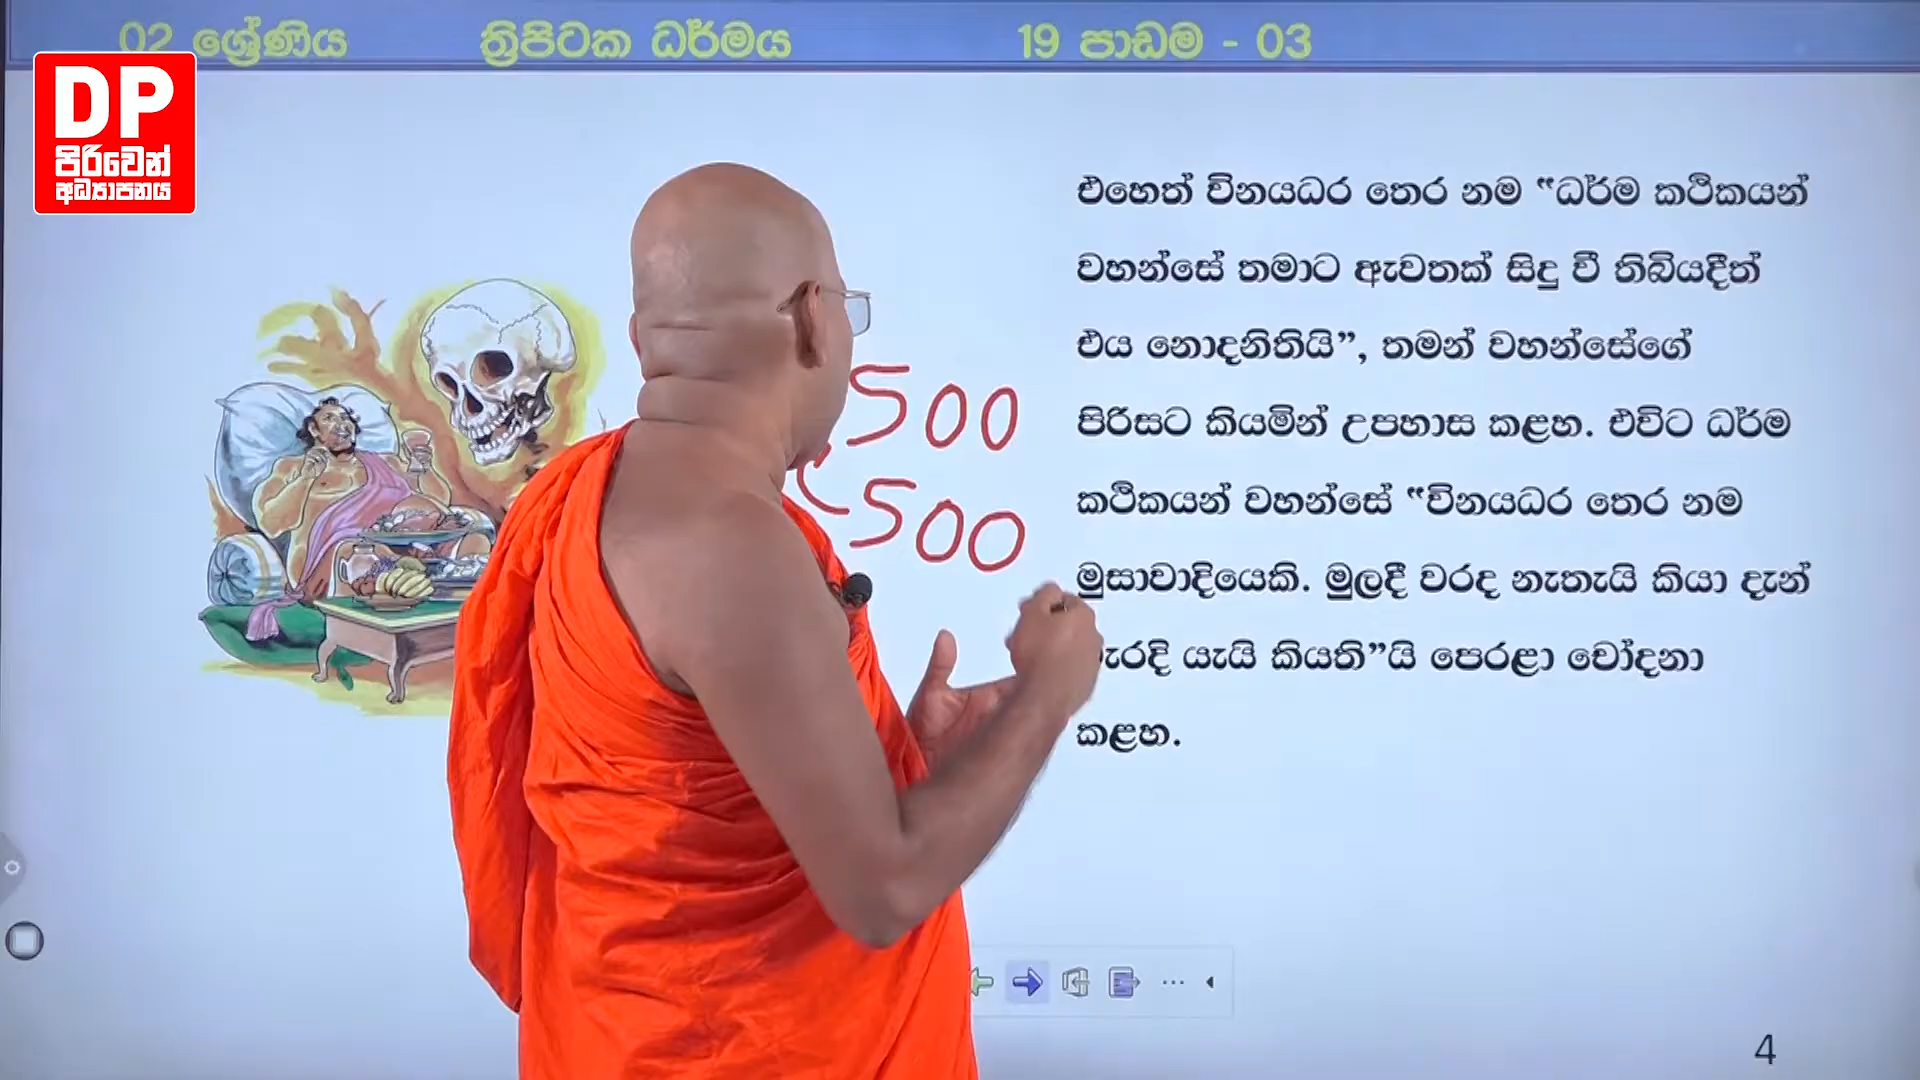 02 ශ්‍රේණිය ත්‍රිපිටක ධර්මය 19 පාඩම - 03
DP
පිරිවෙන්
අධ්‍යාපනය
එහෙත් විනයධර තෙර නම “ධර්ම කථිකයන්
වහන්සේ තමාට ඇවතක් සිදු වී තිබියදීත්
එය නොදනිතියි”, තමන් වහන්සේගේ
පිරිසට කියමින් උපහාස කළහ. එවිට ධර්ම
කථිකයන් වහන්සේ “විනයධර තෙර නම
මුසාවාදියෙකි. මුලදී වරද නැතැයි කියා දැන්
යැයි කියති”යි පෙරළා චෝදනා
කළහ.
500
500
4